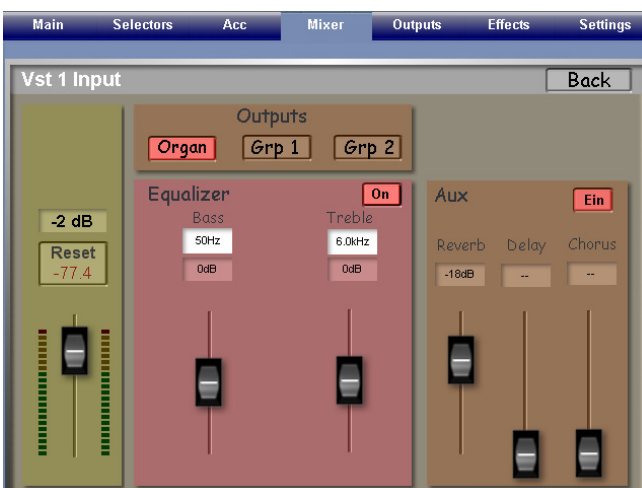 Main Selectors Acc Mixer Outputs Effects Settings
Vst 1 Input Back
Outputs
Organ Grp 1 Grp 2
Equalizer On
Bass Treble
50Hz 6.0kHz
0dB 0dB
-2 dB
Reset
-77.4
Aux Ein
Reverb Delay Chorus
-18dB -- --